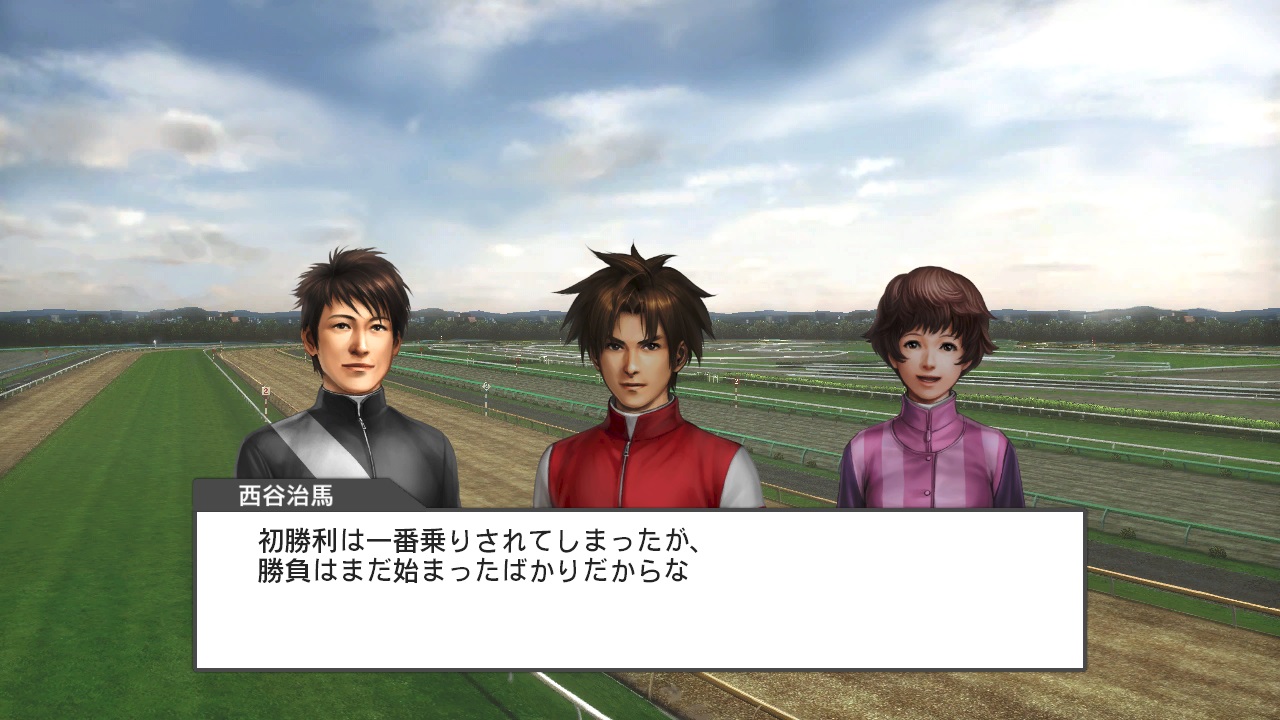 西谷治馬
初勝利は一番乗りされてしまったが、
勝負はまだ始まったばかりだからな